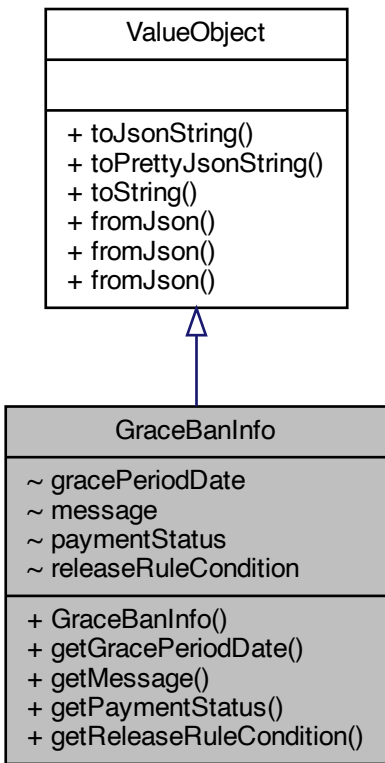 ValueObject
+ toJsonString()
+ toPrettyJsonString()
+ toString()
+ fromJson()
+ fromJson()
+ fromJson()
GraceBanInfo
~ gracePeriodDate
~ message
~ paymentStatus
~ releaseRuleCondition
+ GraceBanInfo()
+ getGracePeriodDate()
+ getMessage()
+ getPaymentStatus()
+ getReleaseRuleCondition()